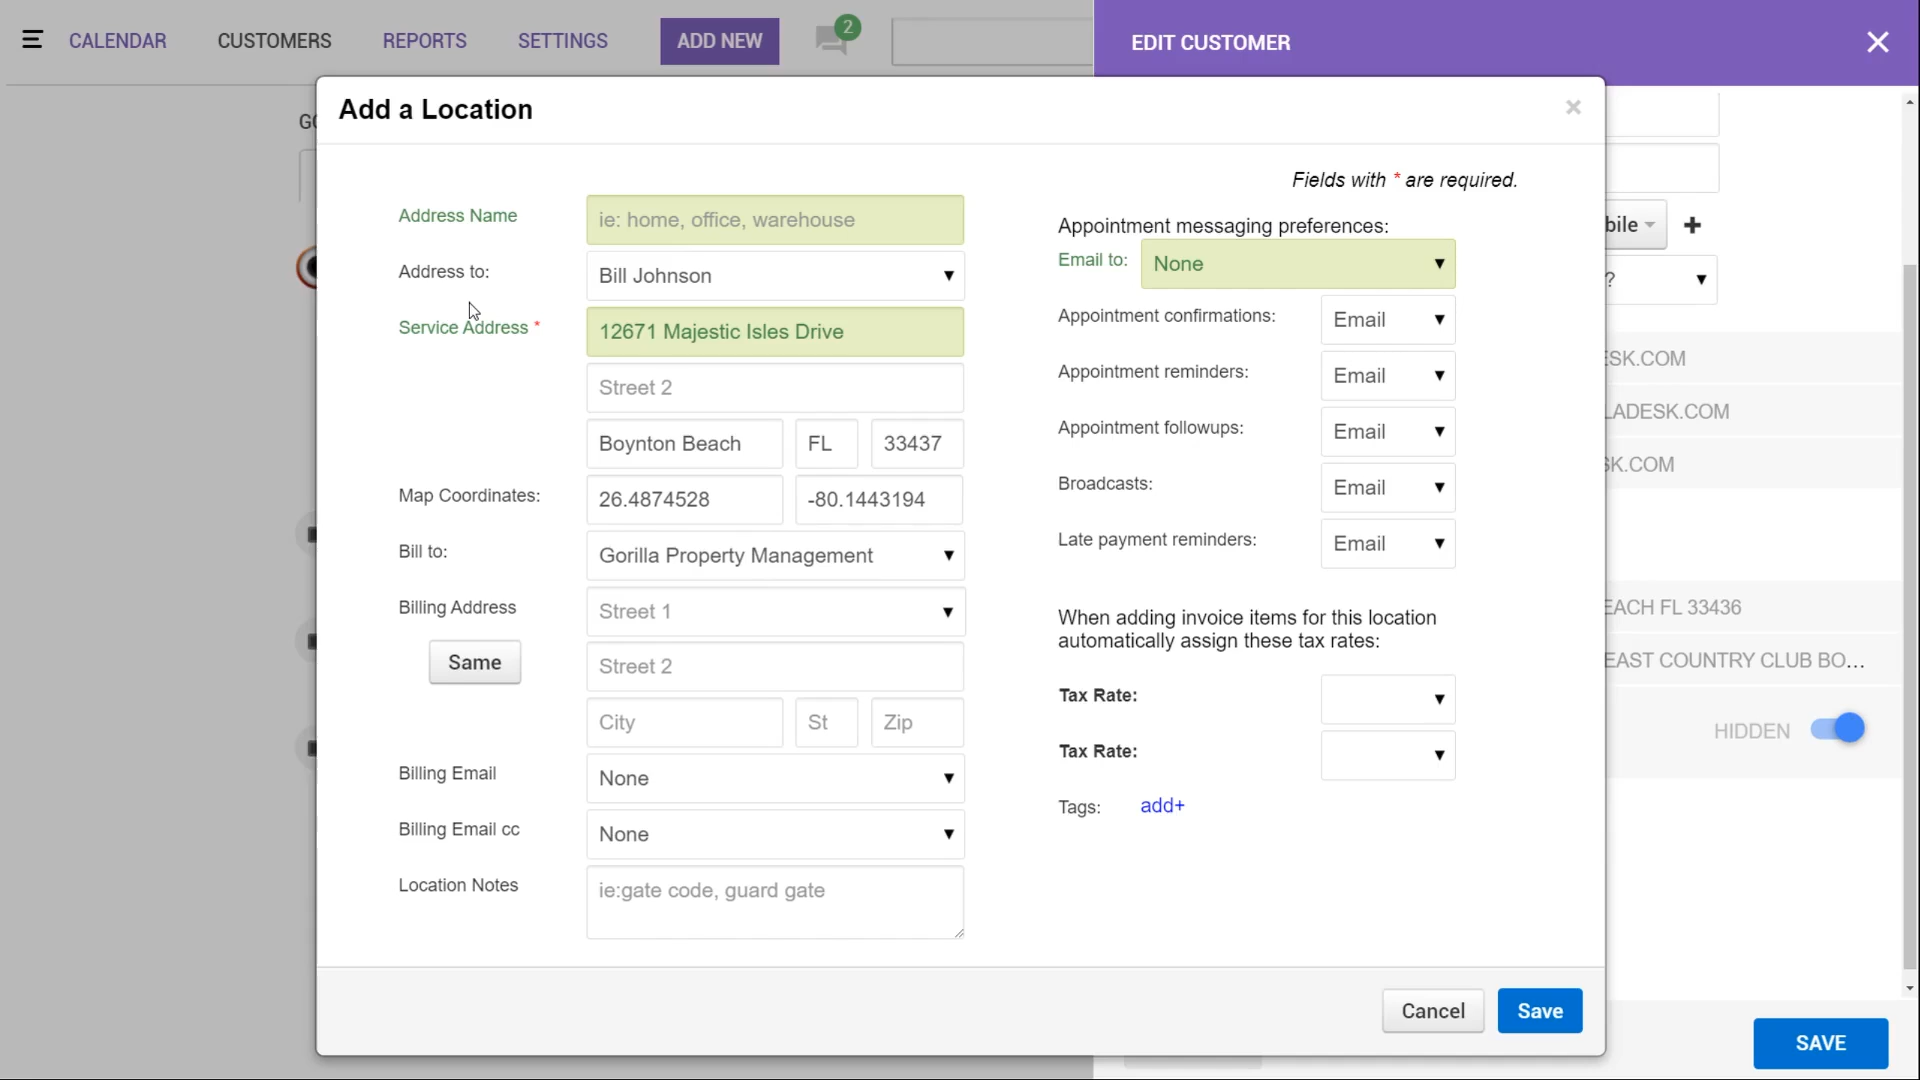 CALENDAR CUSTOMERS REPORTS SETTINGS ADD NEW 2
EDIT CUSTOMER
Add a Location
Fields with * are required.
Address Name ie: home, office, warehouse
Address to: Bill Johnson
Service Address * 12671 Majestic Isles Drive
Street 2
Boynton Beach FL 33437
Map Coordinates: 26.4874528 -80.1443194
Bill to: Gorilla Property Management
Billing Address Street 1
Same Street 2
City St Zip
Billing Email None
Billing Email cc None
Location Notes ie:gate code, guard gate
Appointment messaging preferences:
Email to: None
Appointment confirmations: Email
Appointment reminders: Email
Appointment followups: Email
Broadcasts: Email
Late payment reminders: Email
When adding invoice items for this location
automatically assign these tax rates:
Tax Rate:
Tax Rate:
Tags: add+
Cancel Save
bile
?
ESK.COM
LADESK.COM
SK.COM
EACH FL 33436
EAST COUNTRY CLUB BO...
HIDDEN
SAVE